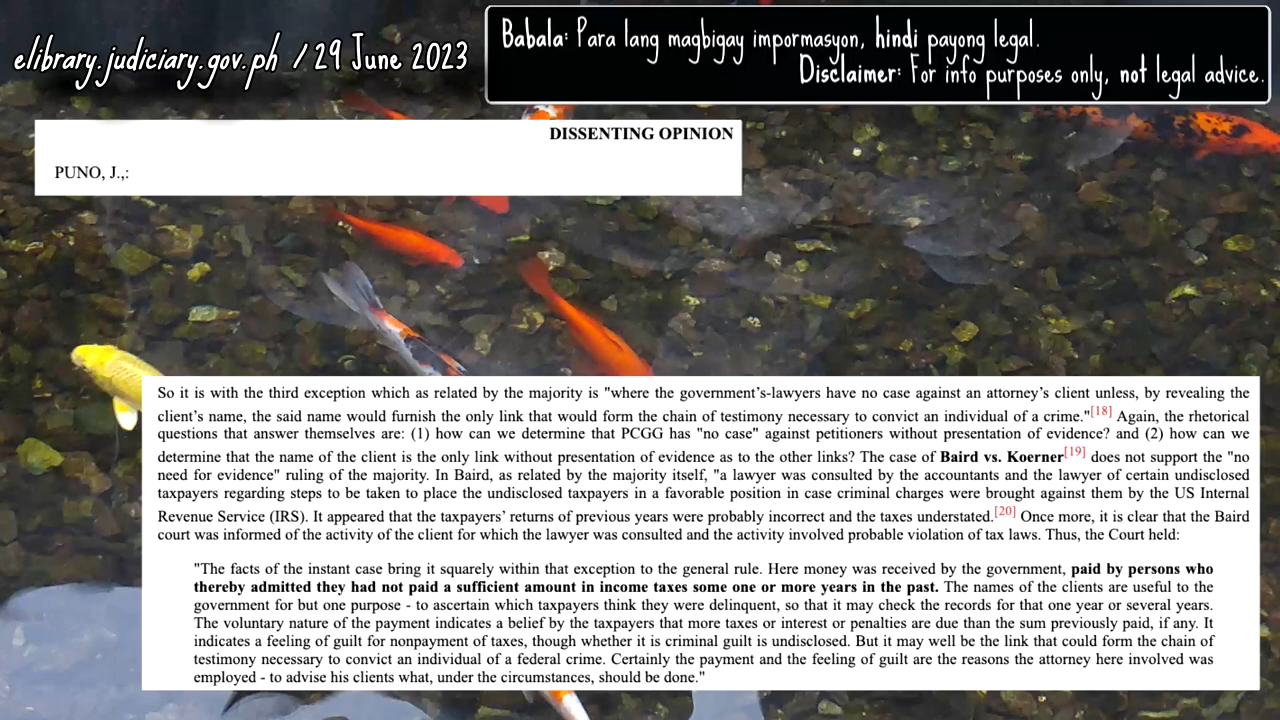 elibrary.judiciary.gov.ph / 29 June 2023
Babala: Para lang magbigay impormasyon, hindi payong legal.
Disclaimer: For info purposes only, not legal advice.
DISSENTING OPINION
PUNO, J.,:
So it is with the third exception which as related by the majority is "where the government's-lawyers have no case against an attorney's client unless, by revealing the
client's name, the said name would furnish the only link that would form the chain of testimony necessary to convict an individual of a crime."[18] Again, the rhetorical
questions that answer themselves are: (1) how can we determine that PCGG has "no case" against petitioners without presentation of evidence? and (2) how can we
determine that the name of the client is the only link without presentation of evidence as to the other links? The case of Baird vs. Koerner[19] does not support the "no
need for evidence" ruling of the majority. In Baird, as related by the majority itself, "a lawyer was consulted by the accountants and the lawyer of certain undisclosed
taxpayers regarding steps to be taken to place the undisclosed taxpayers in a favorable position in case criminal charges were brought against them by the US Internal
Revenue Service (IRS). It appeared that the taxpayers' returns of previous years were probably incorrect and the taxes understated.[20] Once more, it is clear that the Baird
court was informed of the activity of the client for which the lawyer was consulted and the activity involved probable violation of tax laws. Thus, the Court held:
"The facts of the instant case bring it squarely within that exception to the general rule. Here money was received by the government, paid by persons who
thereby admitted they had not paid a sufficient amount in income taxes some one or more years in the past. The names of the clients are useful to the
government for but one purpose - to ascertain which taxpayers think they were delinquent, so that it may check the records for that one year or several years.
The voluntary nature of the payment indicates a belief by the taxpayers that more taxes or interest or penalties are due than the sum previously paid, if any. It
indicates a feeling of guilt for nonpayment of taxes, though whether it is criminal guilt is undisclosed. But it may well be the link that could form the chain of
testimony necessary to convict an individual of a federal crime. Certainly the payment and the feeling of guilt are the reasons the attorney here involved was
employed - to advise his clients what, under the circumstances, should be done."